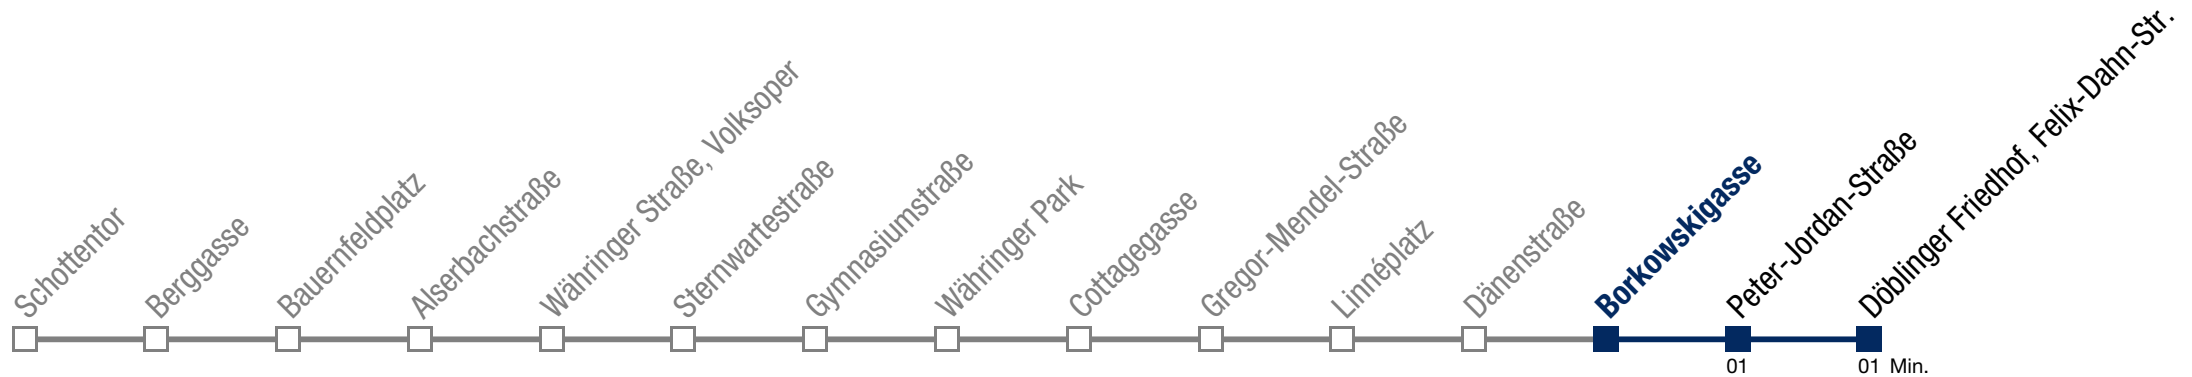 Schottentor
Berggasse
Bauernfeldplatz
Alserbachstraße
Währinger Straße, Volksoper
Sternwartestraße
Gymnasiumstraße
Währinger Park
Cottagegasse
Gregor-Mendel-Straße
Linnéplatz
Dänenstraße
Borkowskigasse
Peter-Jordan-Straße
Döblinger Friedhof, Felix-Dahn-Str.
01
01 Min.